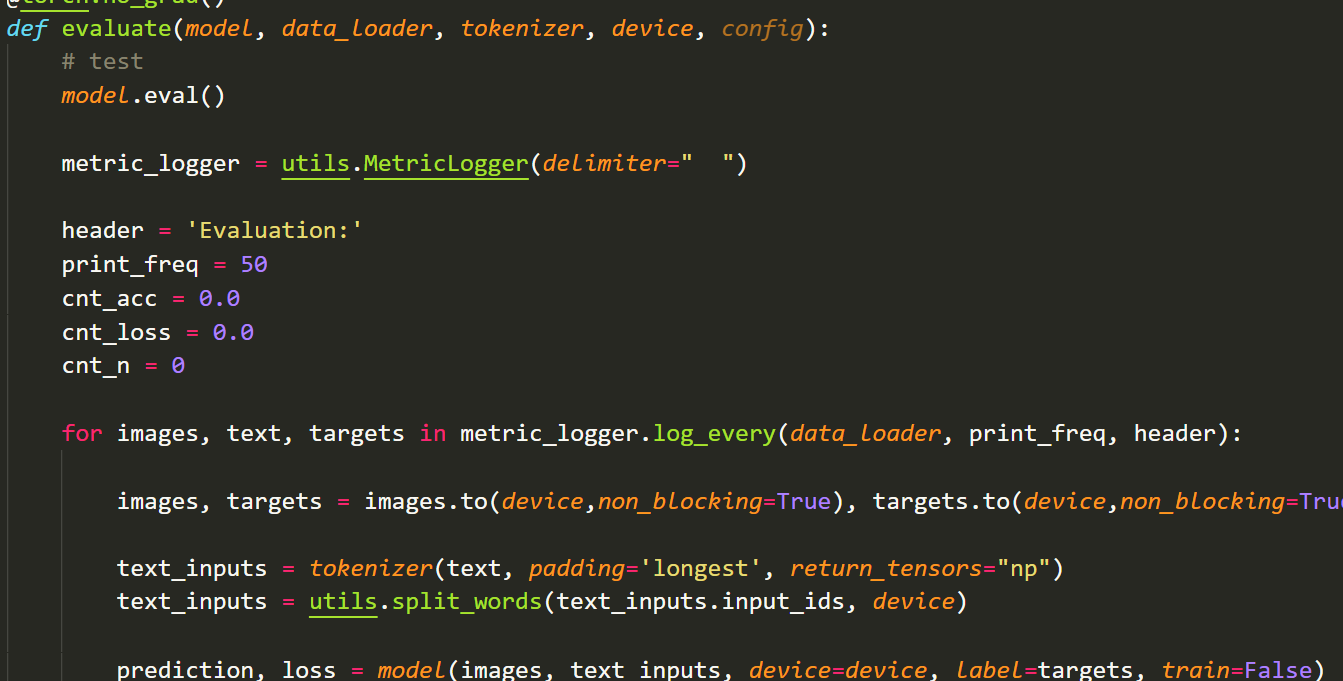 @torch.no_grad()
def evaluate(model, data_loader, tokenizer, device, config):
    # test
    model.eval()

    metric_logger = utils.MetricLogger(delimiter="  ")

    header = 'Evaluation:'
    print_freq = 50
    cnt_acc = 0.0
    cnt_loss = 0.0
    cnt_n = 0

    for images, text, targets in metric_logger.log_every(data_loader, print_freq, header):

        images, targets = images.to(device,non_blocking=True), targets.to(device,non_blocking=Tru

        text_inputs = tokenizer(text, padding='longest', return_tensors="np")
        text_inputs = utils.split_words(text_inputs.input_ids, device)

        prediction, loss = model(images, text_inputs, device=device, label=targets, train=False)